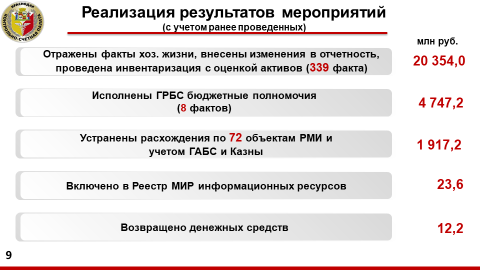 Реализация результатов мероприятий
(с учетом ранее проведенных)
млн руб.
Отражены факты хоз. жизни, внесены изменения в отчетность,
проведена инвентаризация с оценкой активов (339 факта)
20 354,0
Исполнены ГРБС бюджетные полномочия
(8 фактов)
4 747,2
Устранены расхождения по 72 объектам РМИ и
учетом ГАБС и Казны
1 917,2
Включено в Реестр МИР информационных ресурсов
23,6
Возвращено денежных средств
12,2
9